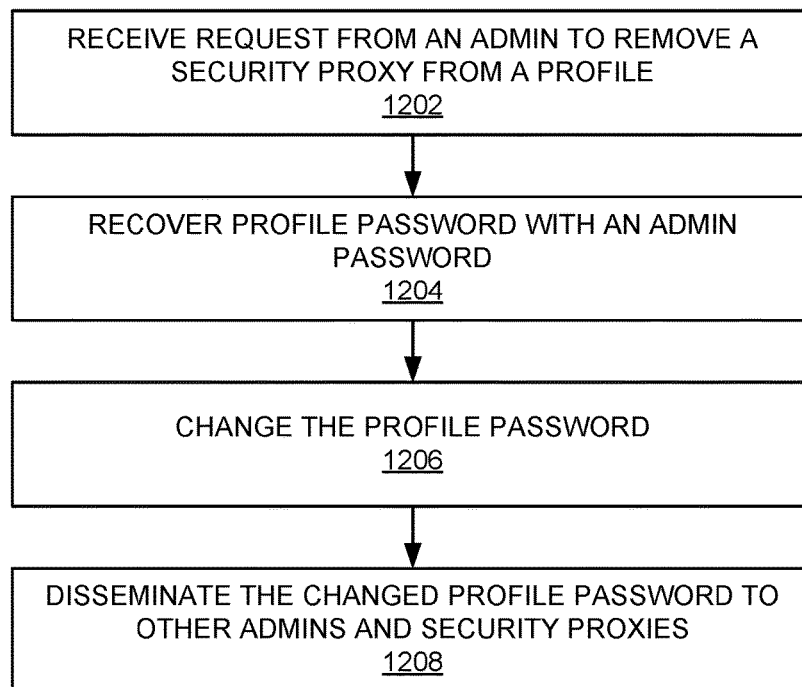 RECEIVE REQUEST FROM AN ADMIN TO REMOVE A
SECURITY PROXY FROM A PROFILE
1202
RECOVER PROFILE PASSWORD WITH AN ADMIN
PASSWORD
1204
CHANGE THE PROFILE PASSWORD
1206
DISSEMINATE THE CHANGED PROFILE PASSWORD TO
OTHER ADMINS AND SECURITY PROXIES
1208